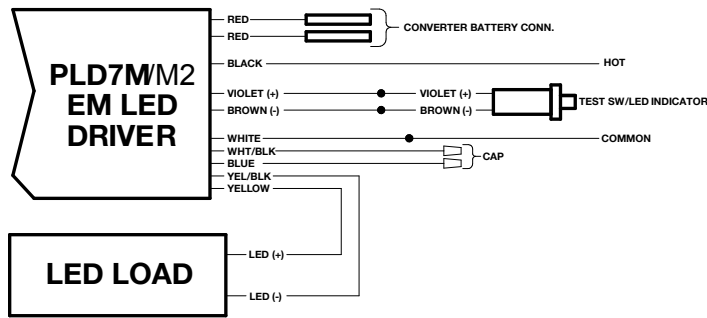 RED
RED
CONVERTER BATTERY CONN.
BLACK
HOT
PLD7M/M2
EM LED
DRIVER
VIOLET (+)
VIOLET (+)
BROWN (-)
BROWN (-)
TEST SW/LED INDICATOR
WHITE
COMMON
WHT/BLK
CAP
BLUE
YEL/BLK
YELLOW
LED LOAD
LED (+)
LED (-)